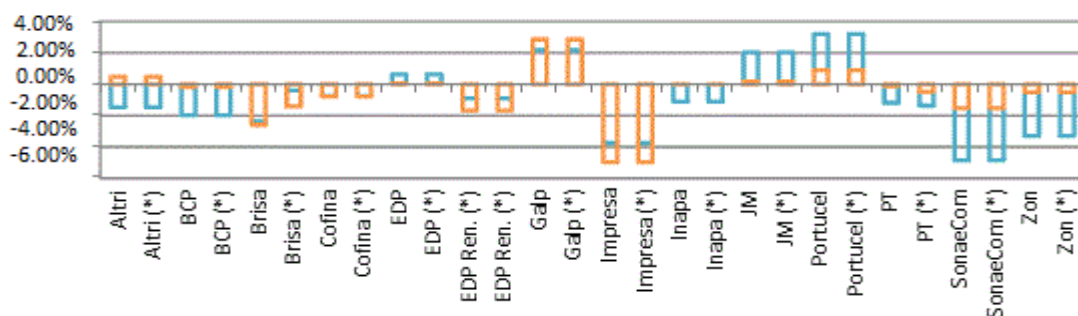 4.00%
2.00%
0.00%
-2.00%
-4.00%
-6.00%
Altri
Altri (*)
BCP
BCP (*)
Brisa
Brisa (*)
Cofina
Cofina (*)
EDP
EDP (*)
EDP Ren. (*)
EDP Ren. (*)
Galp
Galp (*)
Impresa
Impresa (*)
Inapa
Inapa (*)
JM
JM (*)
Portucel
Portucel (*)
PT
PT (*)
SonaeCom
SonaeCom (*)
Zon
Zon (*)